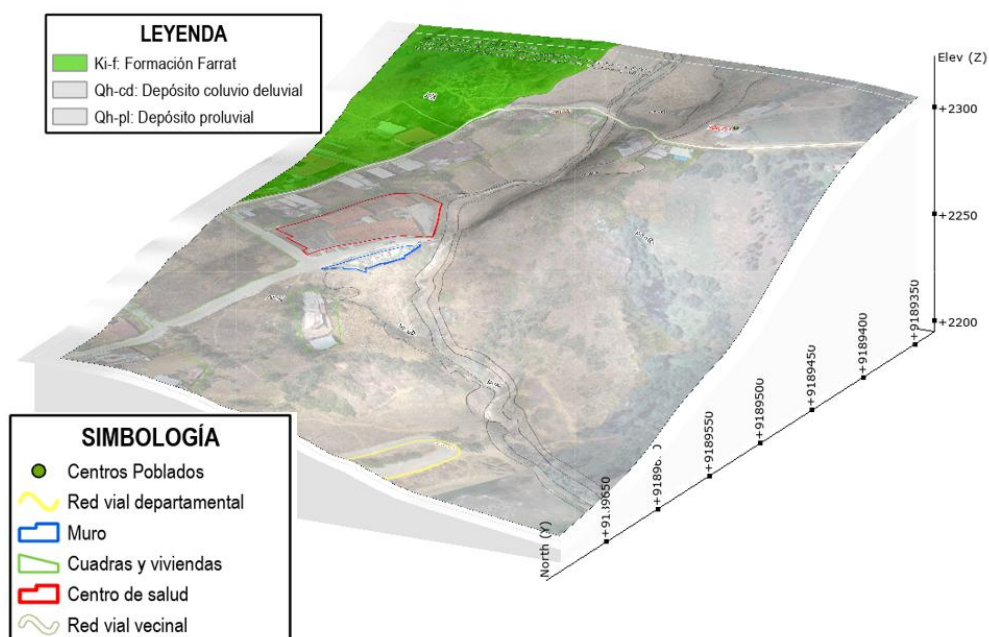 LEYENDA
Ki-f: Formación Farrat
Qh-cd: Depósito coluvio deluvial
Qh-pl: Depósito proluvial
Elev (Z)
+2300
+2250
+2200
+9189350
+9189400
+9189450
+9189500
+9189550
North (Y)
SIMBOLOGÍA
Centros Poblados
Red vial departamental
Muro
Cuadras y viviendas
Centro de salud
Red vial vecinal